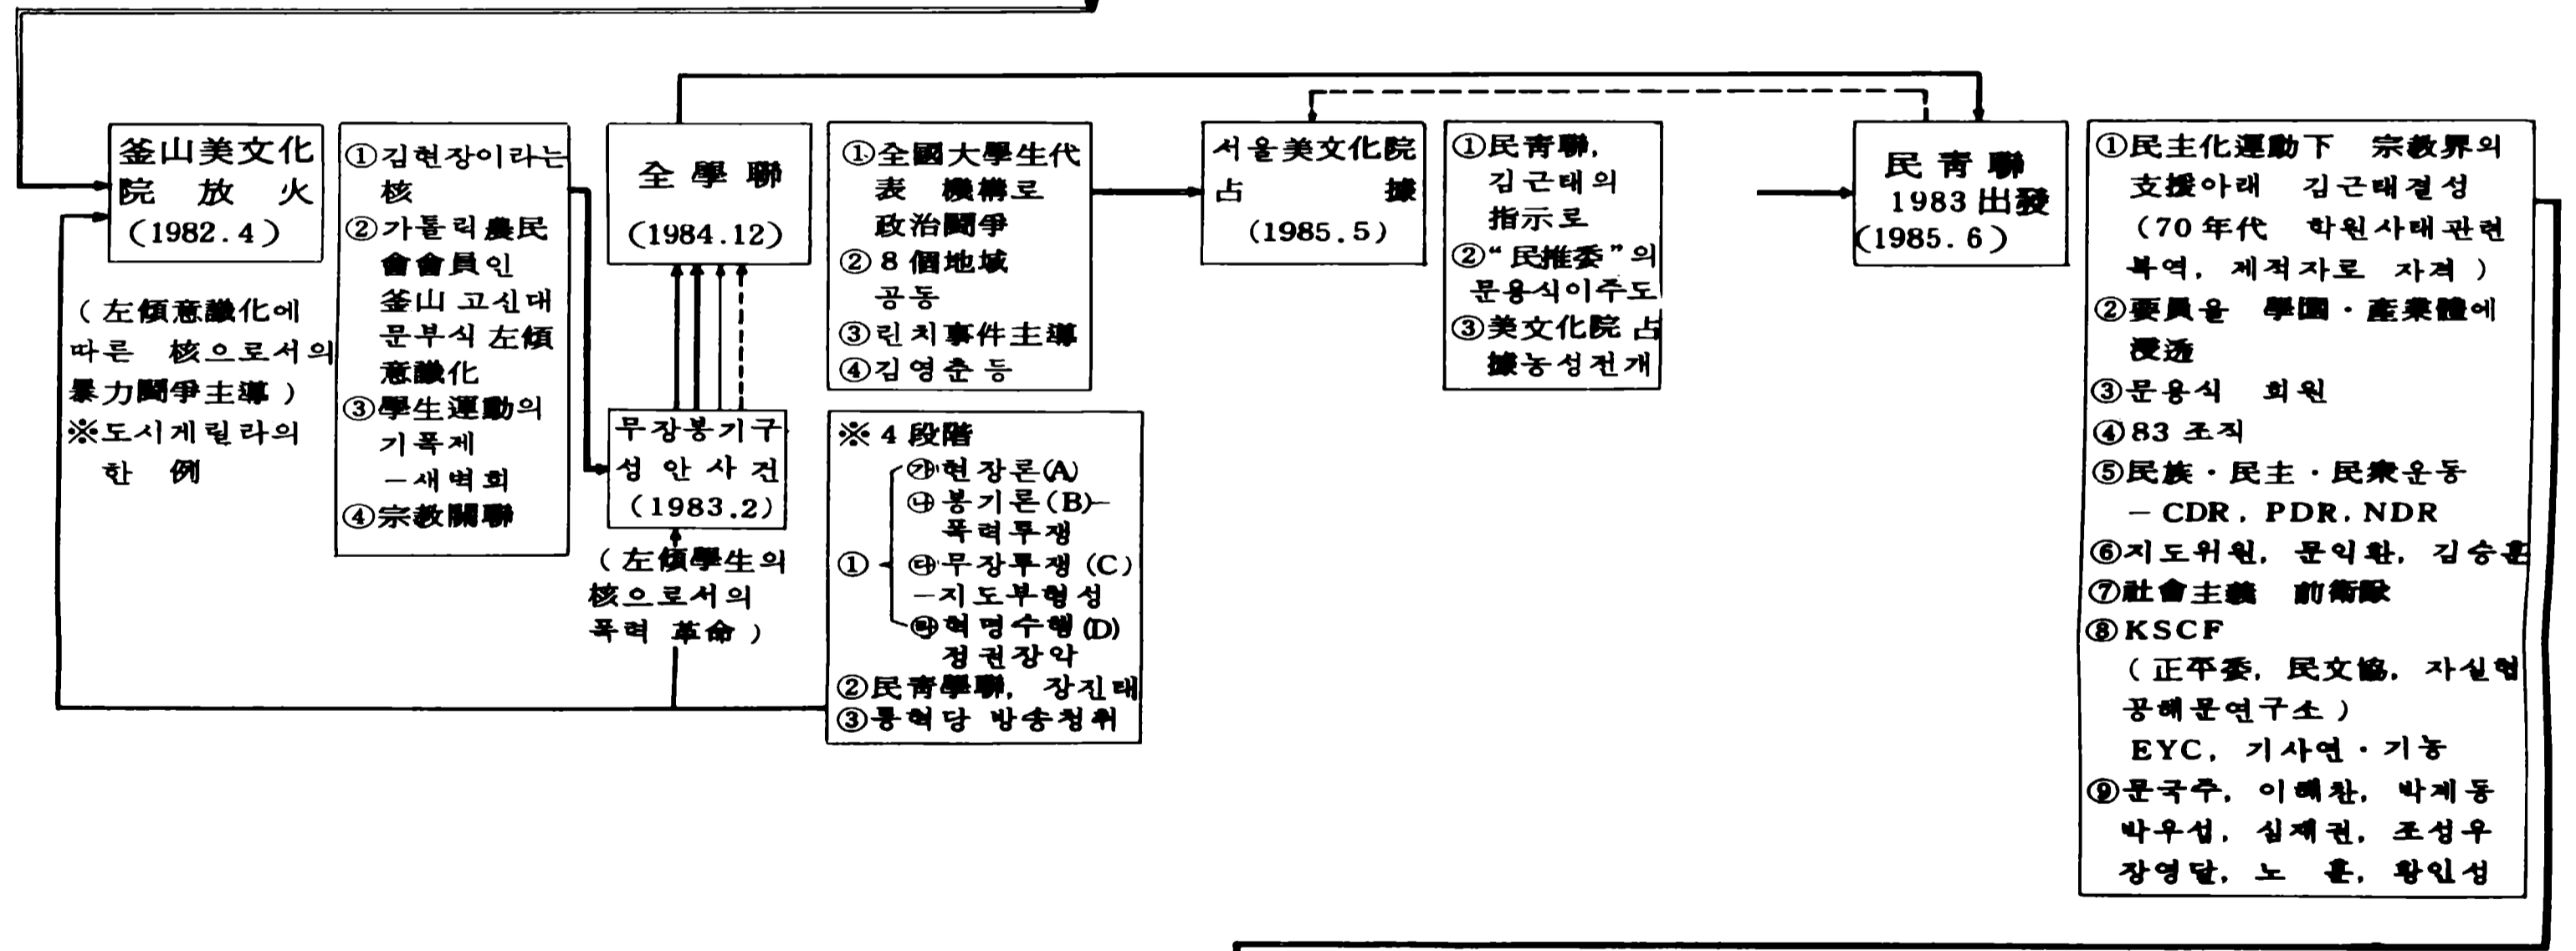 釜山美文化
院 放 火
(1982.4)
(左傾意識化에
따른 核으로서의
暴力鬪爭主導)
※도시게릴라의
한 例
①김현장이라는
核
②가톨릭農民
會會員인
釜山 고신대
문부식 左傾
意識化
③學生運動의
기폭제
-새벽회
④宗教關聯
全學聯
(1984.12)
무장봉기구
성안사건
(1983.2)
(左傾學生의
核으로서의
폭력 革命)
①全國大學生代
表 機構로
政治鬪爭
②8個地域
공동
③린치事件主導
④김영춘등
※4段階
①
㉮현장론(A)
㉯봉기론(B)-
폭력투쟁
㉰무장투쟁(C)
-지도부형성
㉱혁명수행(D)
정권장악
②民靑學聯, 장진태
③통혁당 방송청취
서울美文化院
占 據
(1985.5)
①民靑聯,
김근태의
指示로
②“民推委”의
문용식이주도
③美文化院 占
據농성전개
民靑聯
1983出發
(1985.6)
①民主化運動下 宗教界의
支援아래 김근태결성
(70年代 학원사태관련
복역, 제적자로 자격)
②要員을 學園·產業體에
浸透
③문용식 회원
④83조직
⑤民族·民主·民衆운동
- CDR, PDR, NDR
⑥지도위원, 문익환, 김승훈
⑦社會主義 前衛隊
⑧KSCF
(正平委, 民文協, 자실협
공해문연구소)
EYC, 기사연·기농
⑨문국주, 이해찬, 박계동
박우섭, 심재권, 조성우
장영달, 노 훈, 황인성